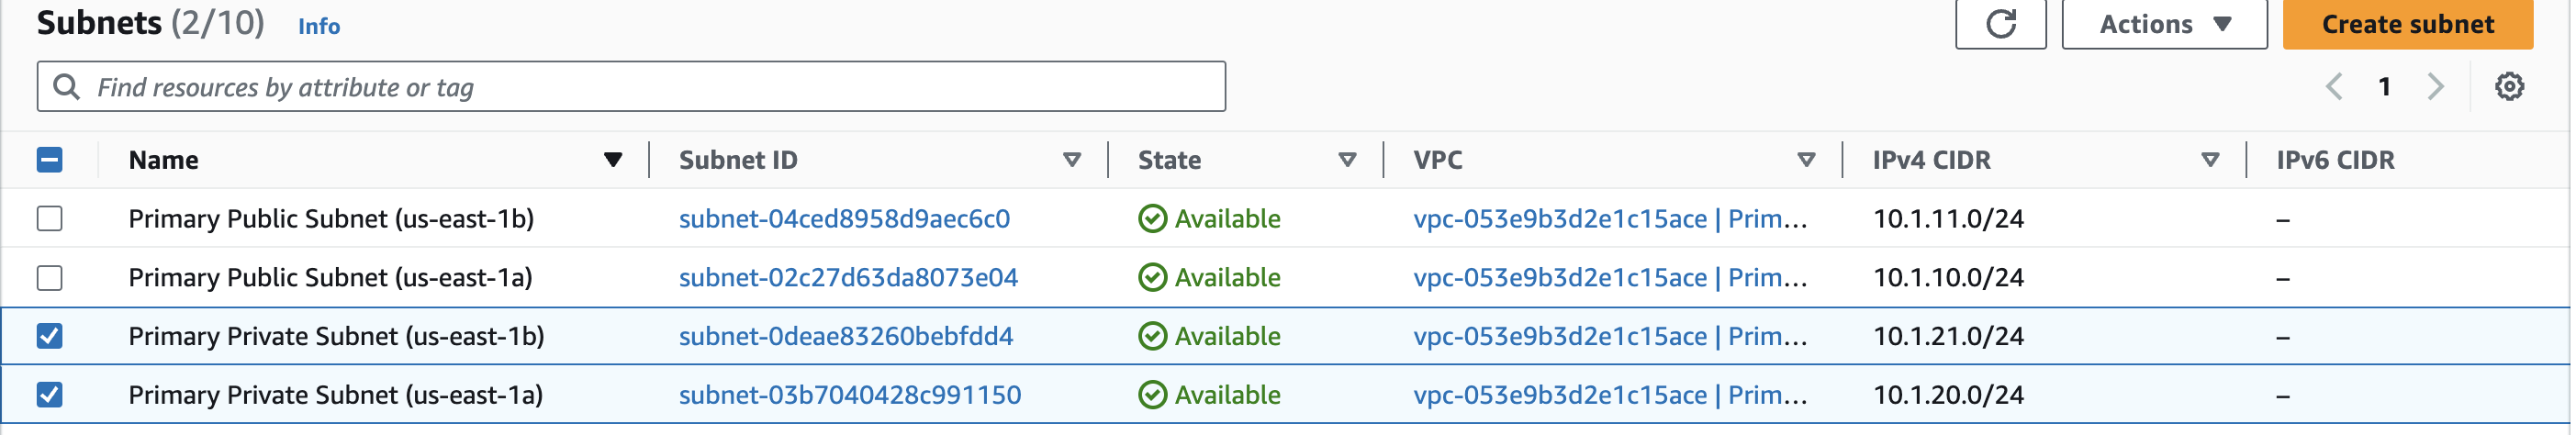 Subnets (2/10) Info Actions Create subnet
Find resources by attribute or tag 1
Name Subnet ID State VPC IPv4 CIDR IPv6 CIDR
Primary Public Subnet (us-east-1b) subnet-04ced8958d9aec6c0 Available vpc-053e9b3d2e1c15ace | Prim... 10.1.11.0/24 –
Primary Public Subnet (us-east-1a) subnet-02c27d63da8073e04 Available vpc-053e9b3d2e1c15ace | Prim... 10.1.10.0/24 –
Primary Private Subnet (us-east-1b) subnet-0deae83260bebfdd4 Available vpc-053e9b3d2e1c15ace | Prim... 10.1.21.0/24 –
Primary Private Subnet (us-east-1a) subnet-03b7040428c991150 Available vpc-053e9b3d2e1c15ace | Prim... 10.1.20.0/24 –